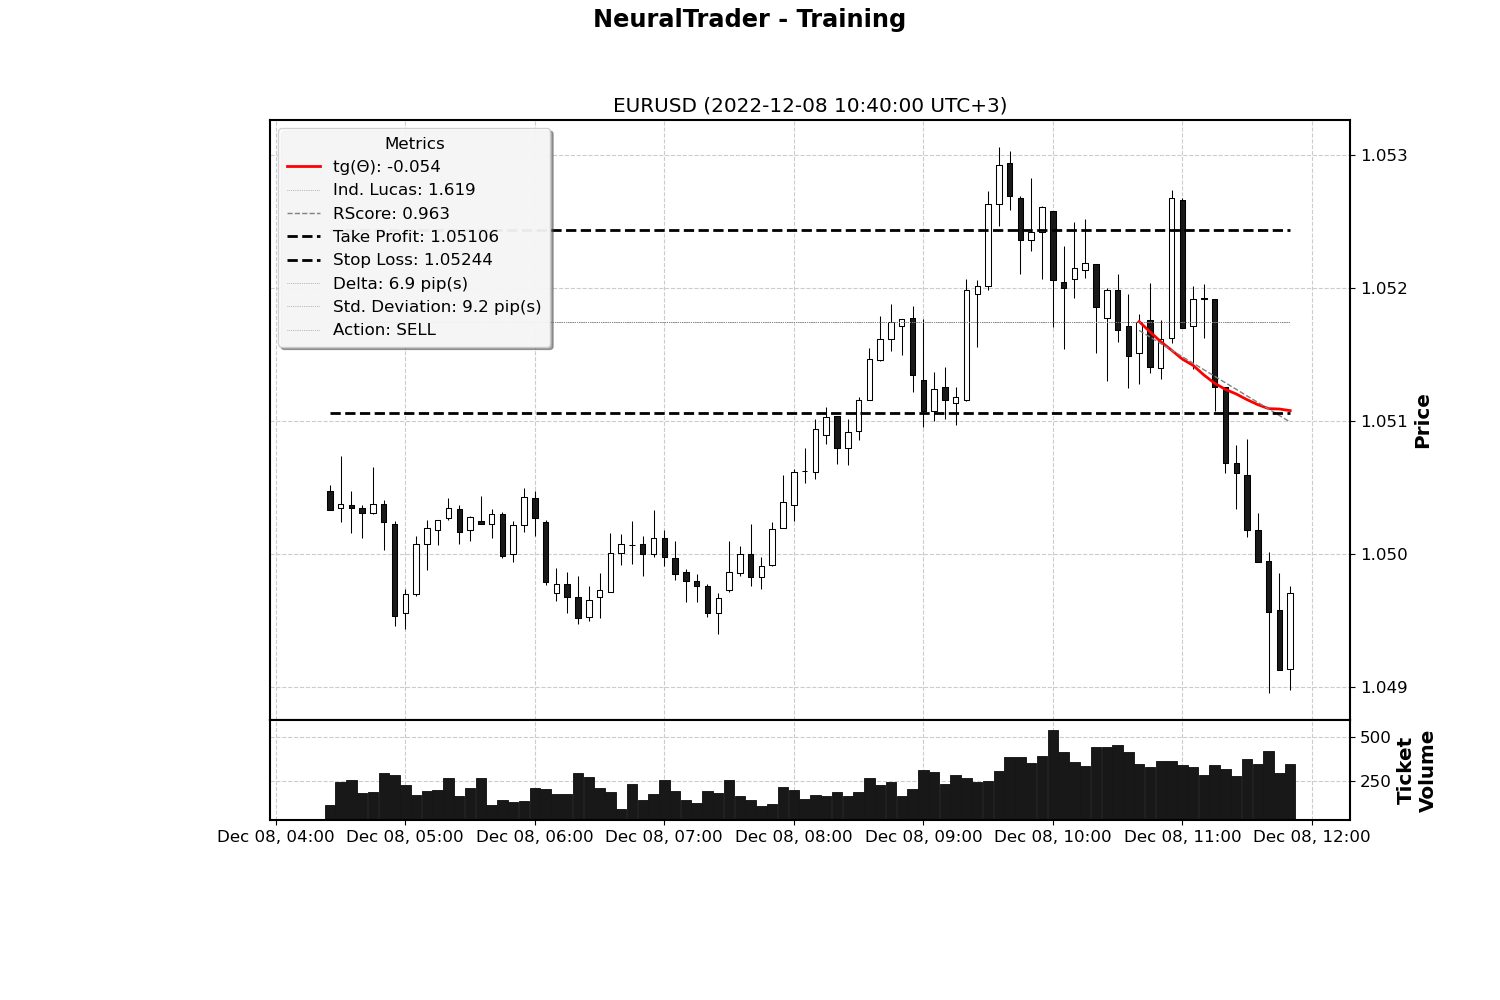 NeuralTrader - Training
EURUSD (2022-12-08 10:40:00 UTC+3)
Metrics
tg(Θ): -0.054
Ind. Lucas: 1.619
RScore: 0.963
Take Profit: 1.05106
Stop Loss: 1.05244
Delta: 6.9 pip(s)
Std. Deviation: 9.2 pip(s)
Action: SELL
1.053
1.052
1.051
1.050
1.049
Price
500
250
Ticket
Volume
Dec 08, 04:00 Dec 08, 05:00 Dec 08, 06:00 Dec 08, 07:00 Dec 08, 08:00 Dec 08, 09:00 Dec 08, 10:00 Dec 08, 11:00 Dec 08, 12:00